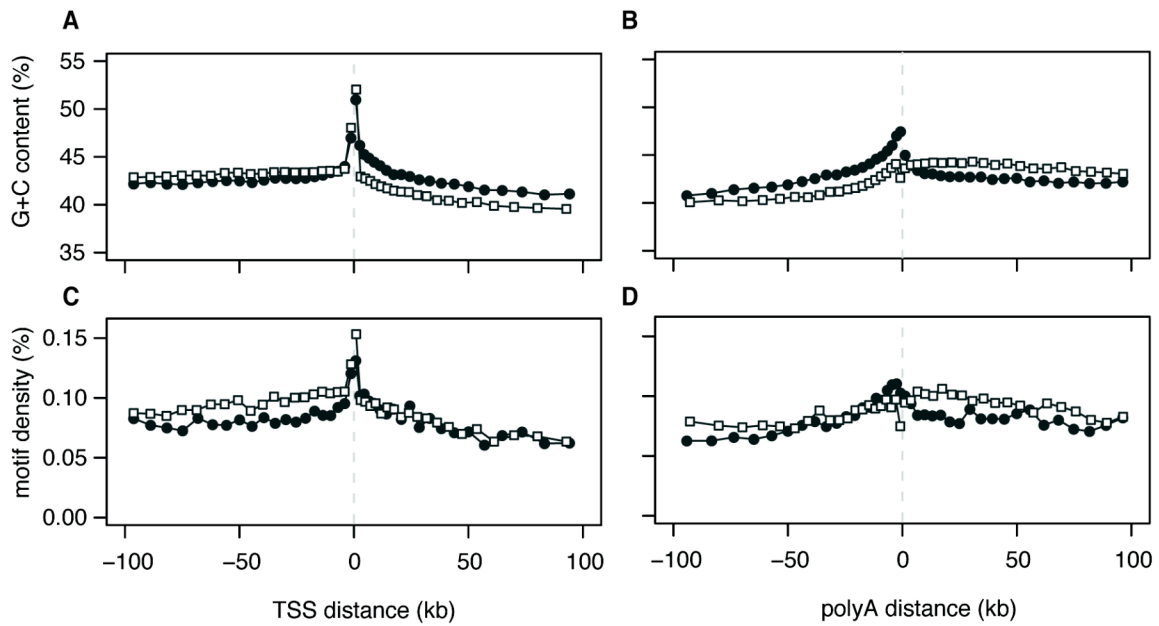 A
B
G+C content (%)
55
50
45
40
35
C
D
motif density (%)
0.15
0.10
0.05
0.00
−100 −50 0 50 100
−100 −50 0 50 100
TSS distance (kb)
polyA distance (kb)